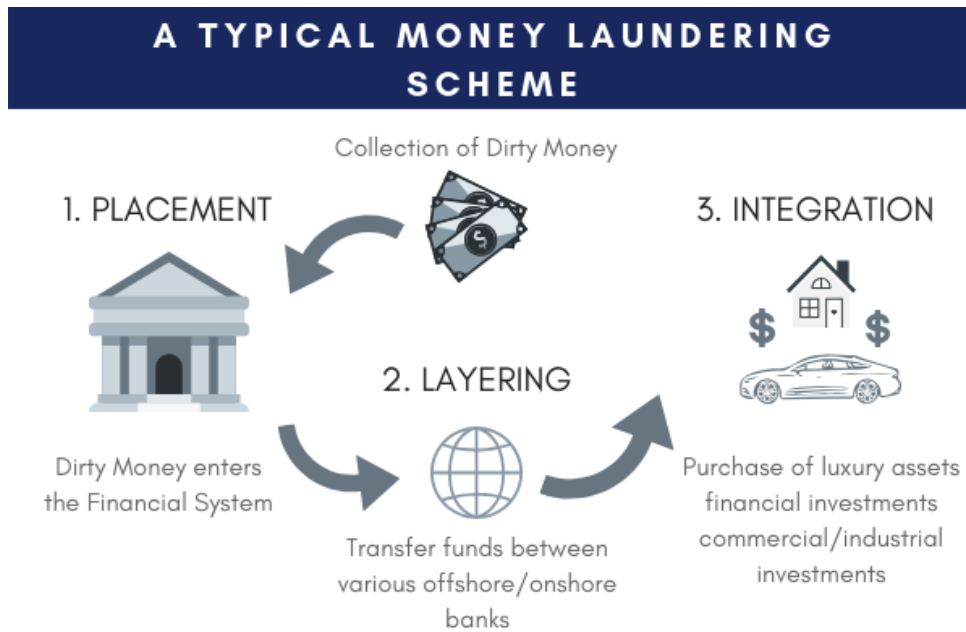 A TYPICAL MONEY LAUNDERING
SCHEME
Collection of Dirty Money
1. PLACEMENT
Dirty Money enters
the Financial System
2. LAYERING
Transfer funds between
various offshore/onshore
banks
3. INTEGRATION
$ $
Purchase of luxury assets
financial investments
commercial/industrial
investments